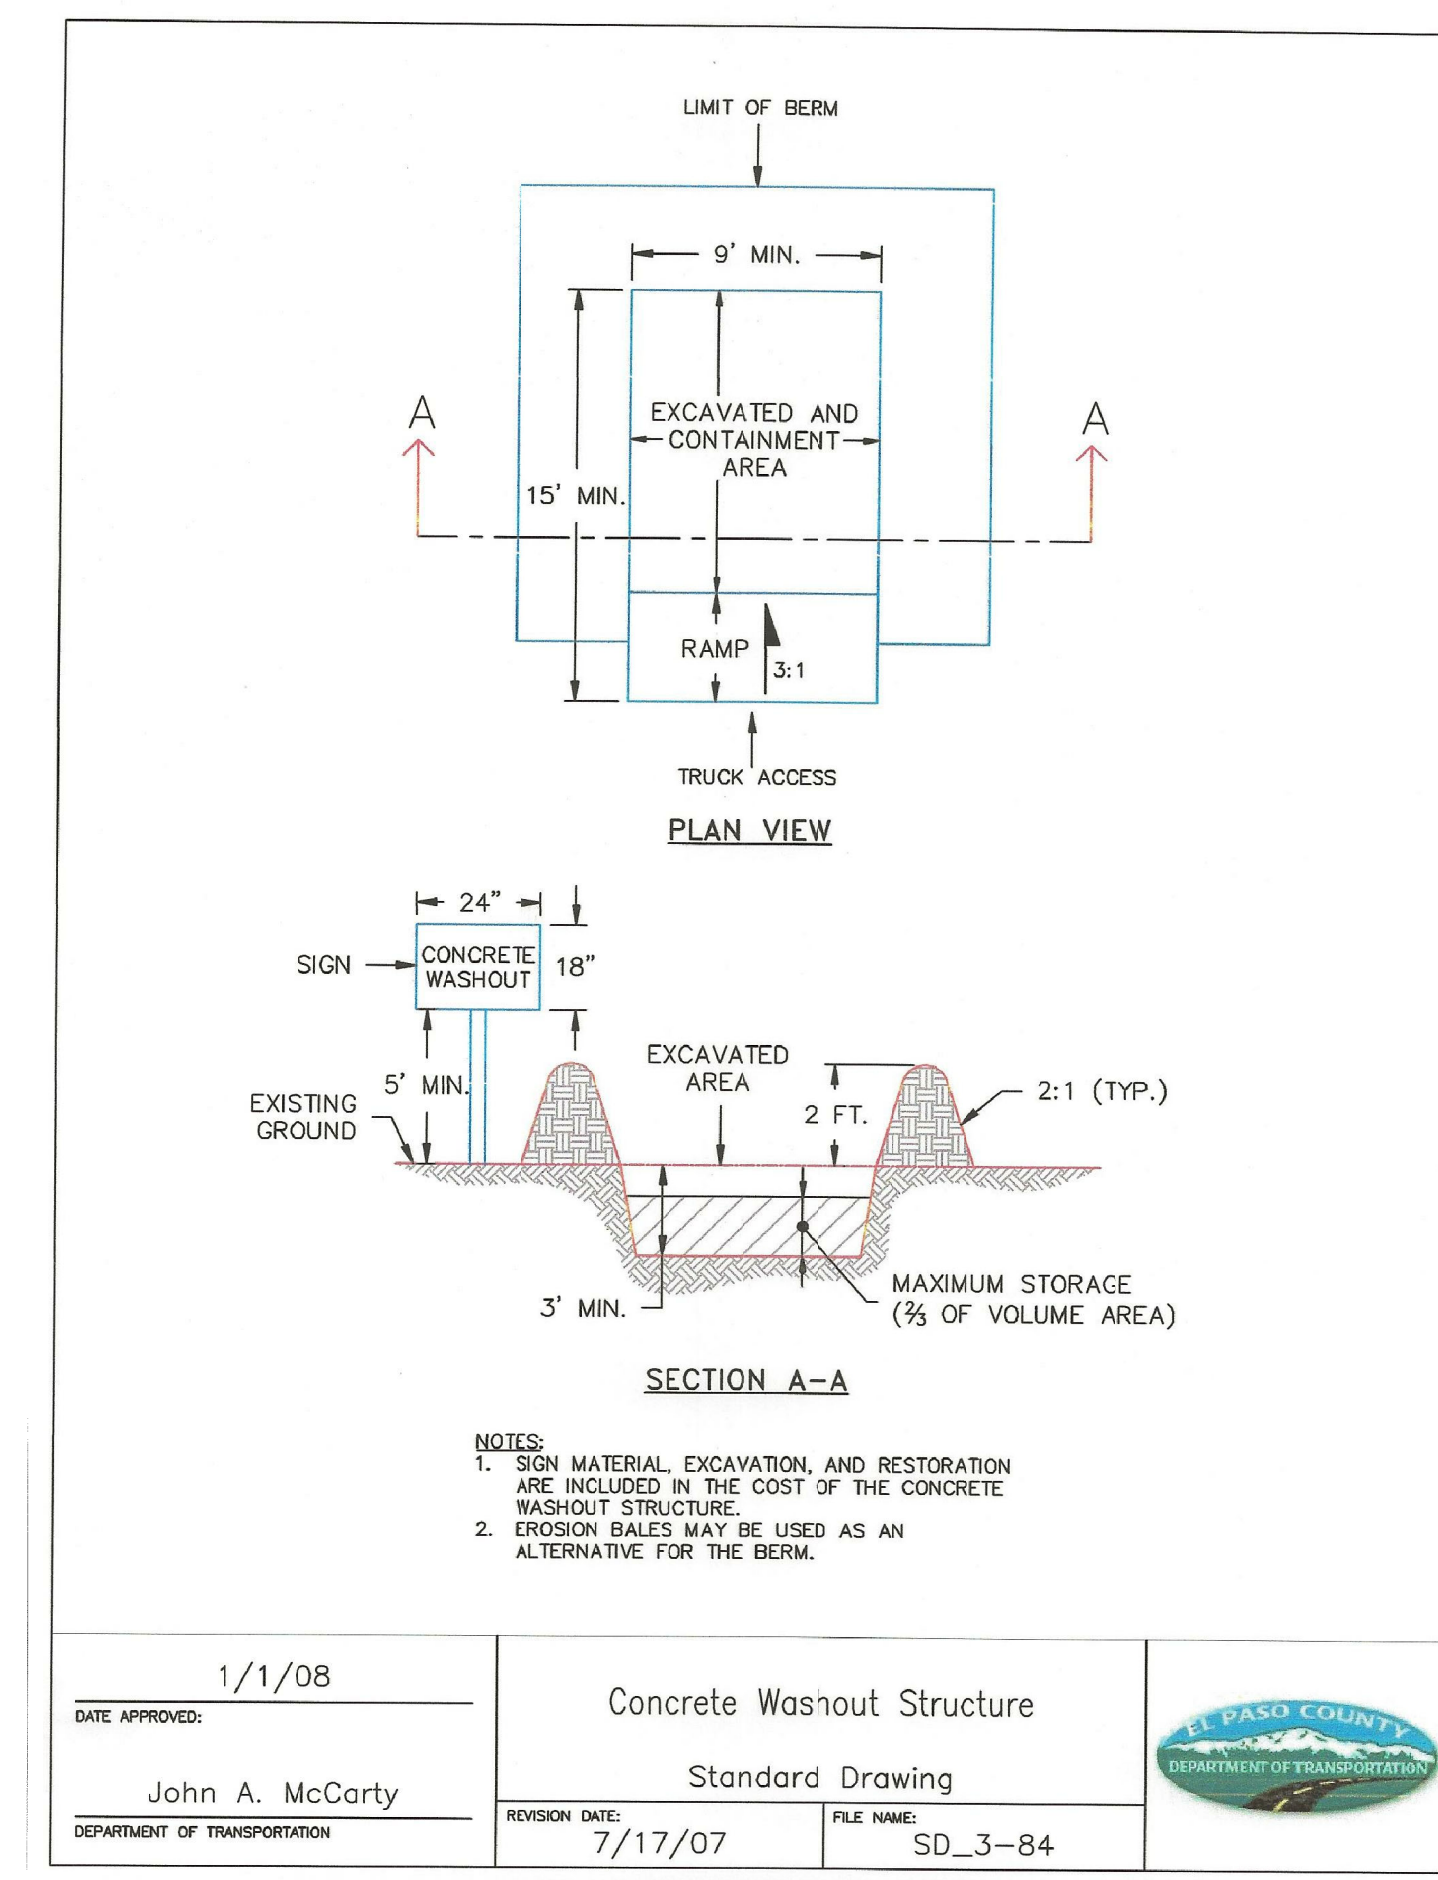 LIMIT OF BERM
9' MIN.
EXCAVATED AND
CONTAINMENT
AREA
A
A
15' MIN.
RAMP
3:1
TRUCK ACCESS
PLAN VIEW
24"
SIGN
CONCRETE
WASHOUT
18"
5' MIN.
EXISTING
GROUND
EXCAVATED
AREA
2 FT.
2:1 (TYP.)
3' MIN.
MAXIMUM STORAGE
(⅔ OF VOLUME AREA)
SECTION A-A
NOTES:
1. SIGN MATERIAL, EXCAVATION, AND RESTORATION
ARE INCLUDED IN THE COST OF THE CONCRETE
WASHOUT STRUCTURE.
2. EROSION BALES MAY BE USED AS AN
ALTERNATIVE FOR THE BERM.
1/1/08
DATE APPROVED:
John A. McCarty
DEPARTMENT OF TRANSPORTATION
Concrete Washout Structure
Standard Drawing
REVISION DATE:
7/17/07
FILE NAME:
SD_3-84
EL PASO COUNTY
DEPARTMENT OF TRANSPORTATION